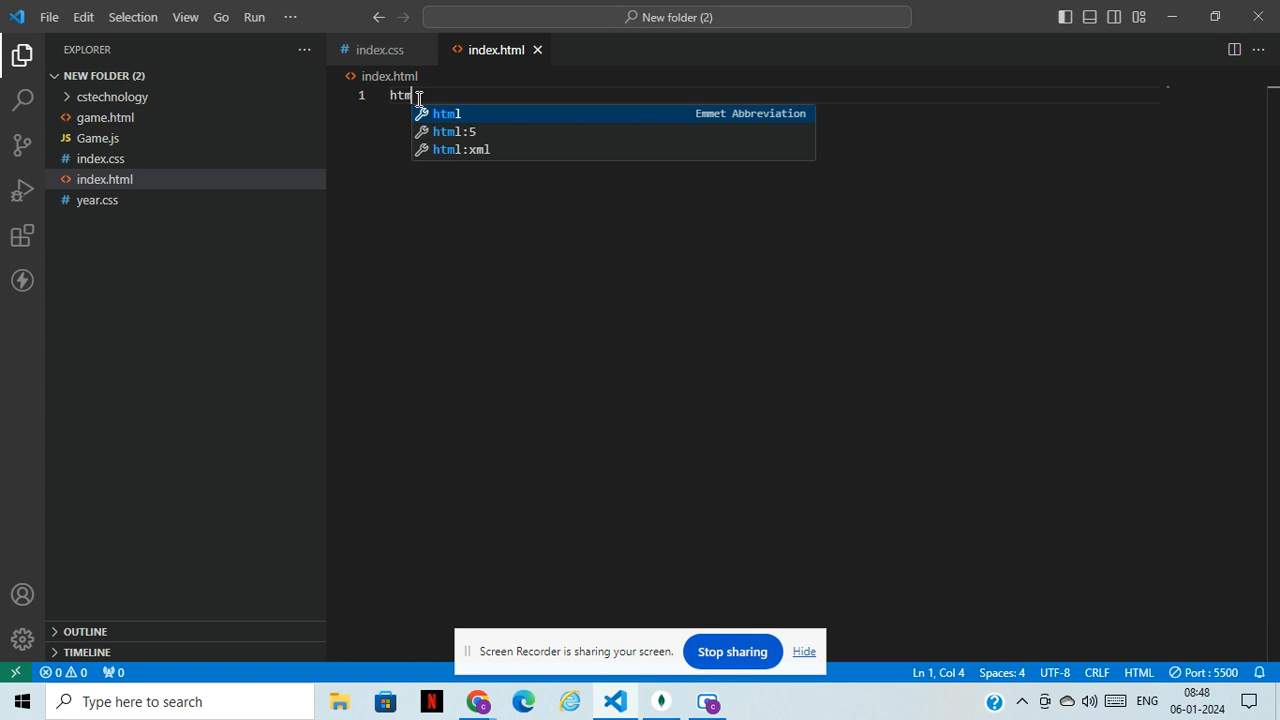 File Edit Selection View Go Run ··· New folder (2)
EXPLORER ···
index.css index.html
NEW FOLDER (2)
index.html
cstechnology
game.html
JS Game.js
# index.css
index.html
# year.css
1 htm
html Emmet Abbreviation
html:5
html:xml
OUTLINE
TIMELINE
Screen Recorder is sharing your screen. Stop sharing Hide
0 0 0 Ln 1, Col 4 Spaces: 4 UTF-8 CRLF HTML Port : 5500
Type here to search
ENG
08:48
06-01-2024